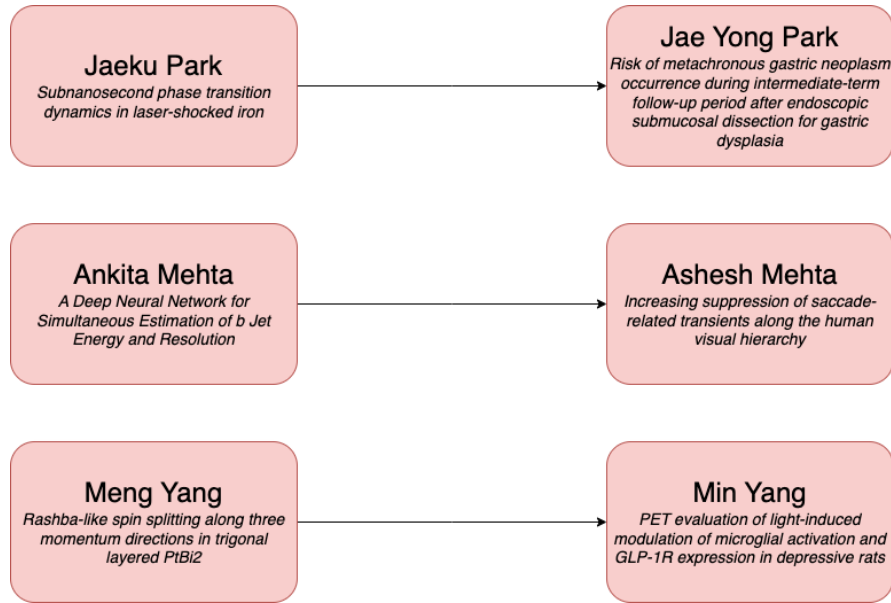 Jaeku Park
Subnanosecond phase transition
dynamics in laser-shocked iron
Jae Yong Park
Risk of metachronous gastric neoplasm
occurrence during intermediate-term
follow-up period after endoscopic
submucosal dissection for gastric
dysplasia
Ankita Mehta
A Deep Neural Network for
Simultaneous Estimation of b Jet
Energy and Resolution
Ashesh Mehta
Increasing suppression of saccade-
related transients along the human
visual hierarchy
Meng Yang
Rashba-like spin splitting along three
momentum directions in trigonal
layered PtBi2
Min Yang
PET evaluation of light-induced
modulation of microglial activation and
GLP-1R expression in depressive rats